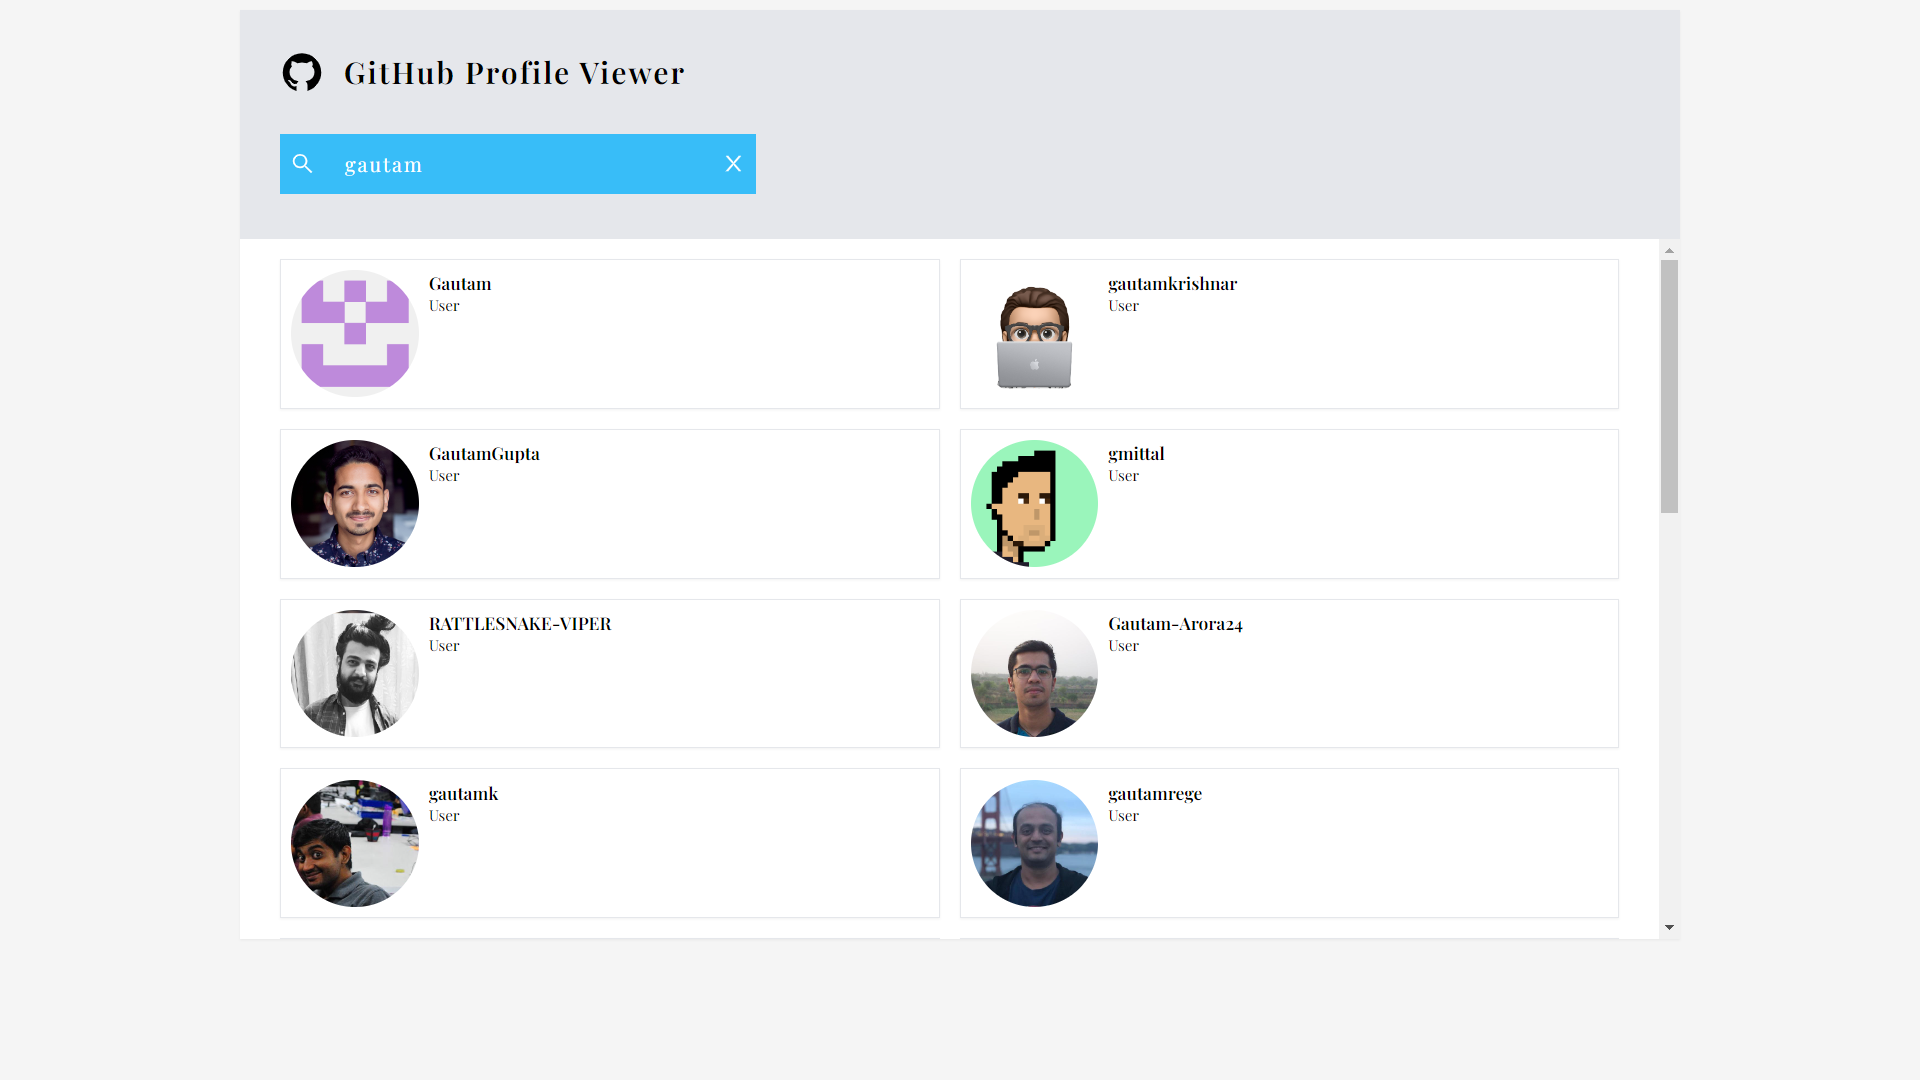 GitHub Profile Viewer
gautam
Gautam
User
gautamkrishnar
User
GautamGupta
User
gmittal
User
RATTLESNAKE-VIPER
User
Gautam-Arora24
User
gautamk
User
gautamrege
User